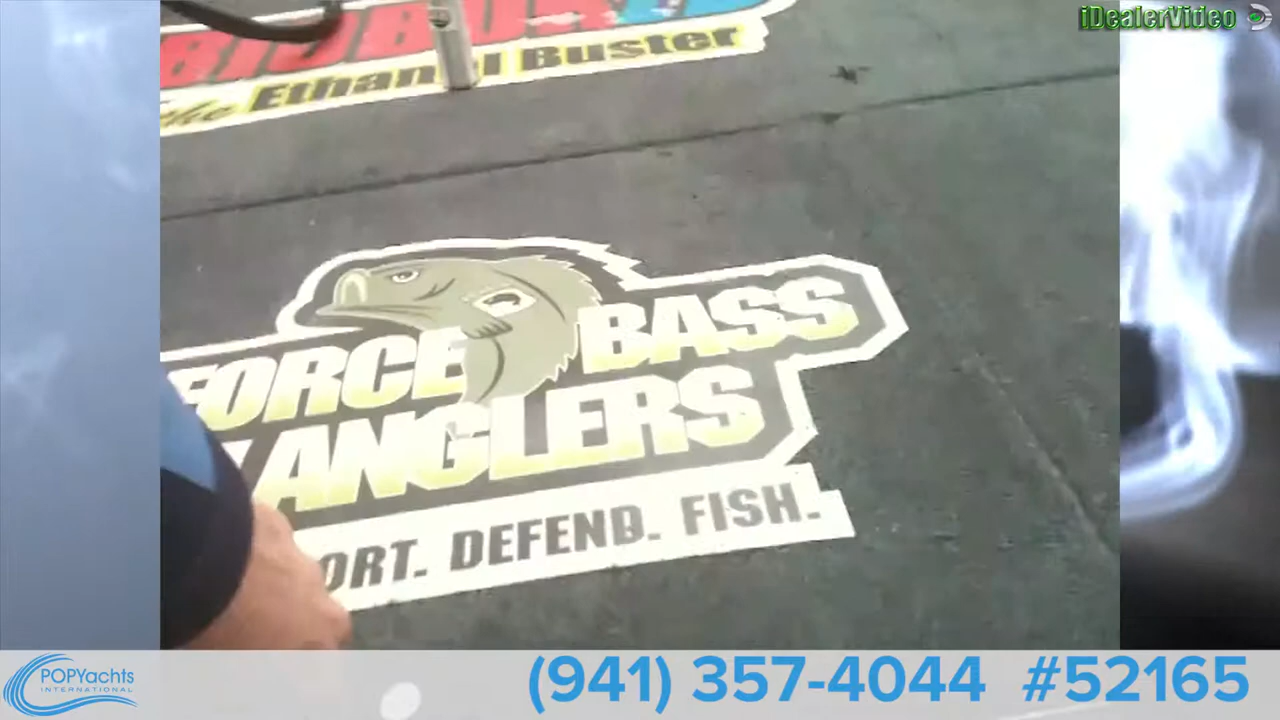 iDealerVideo
the Ethanol Buster
FORCE BASS
ANGLERS
ORT. DEFEND. FISH.
POPYachts
INTERNATIONAL
(941) 357-4044 #52165